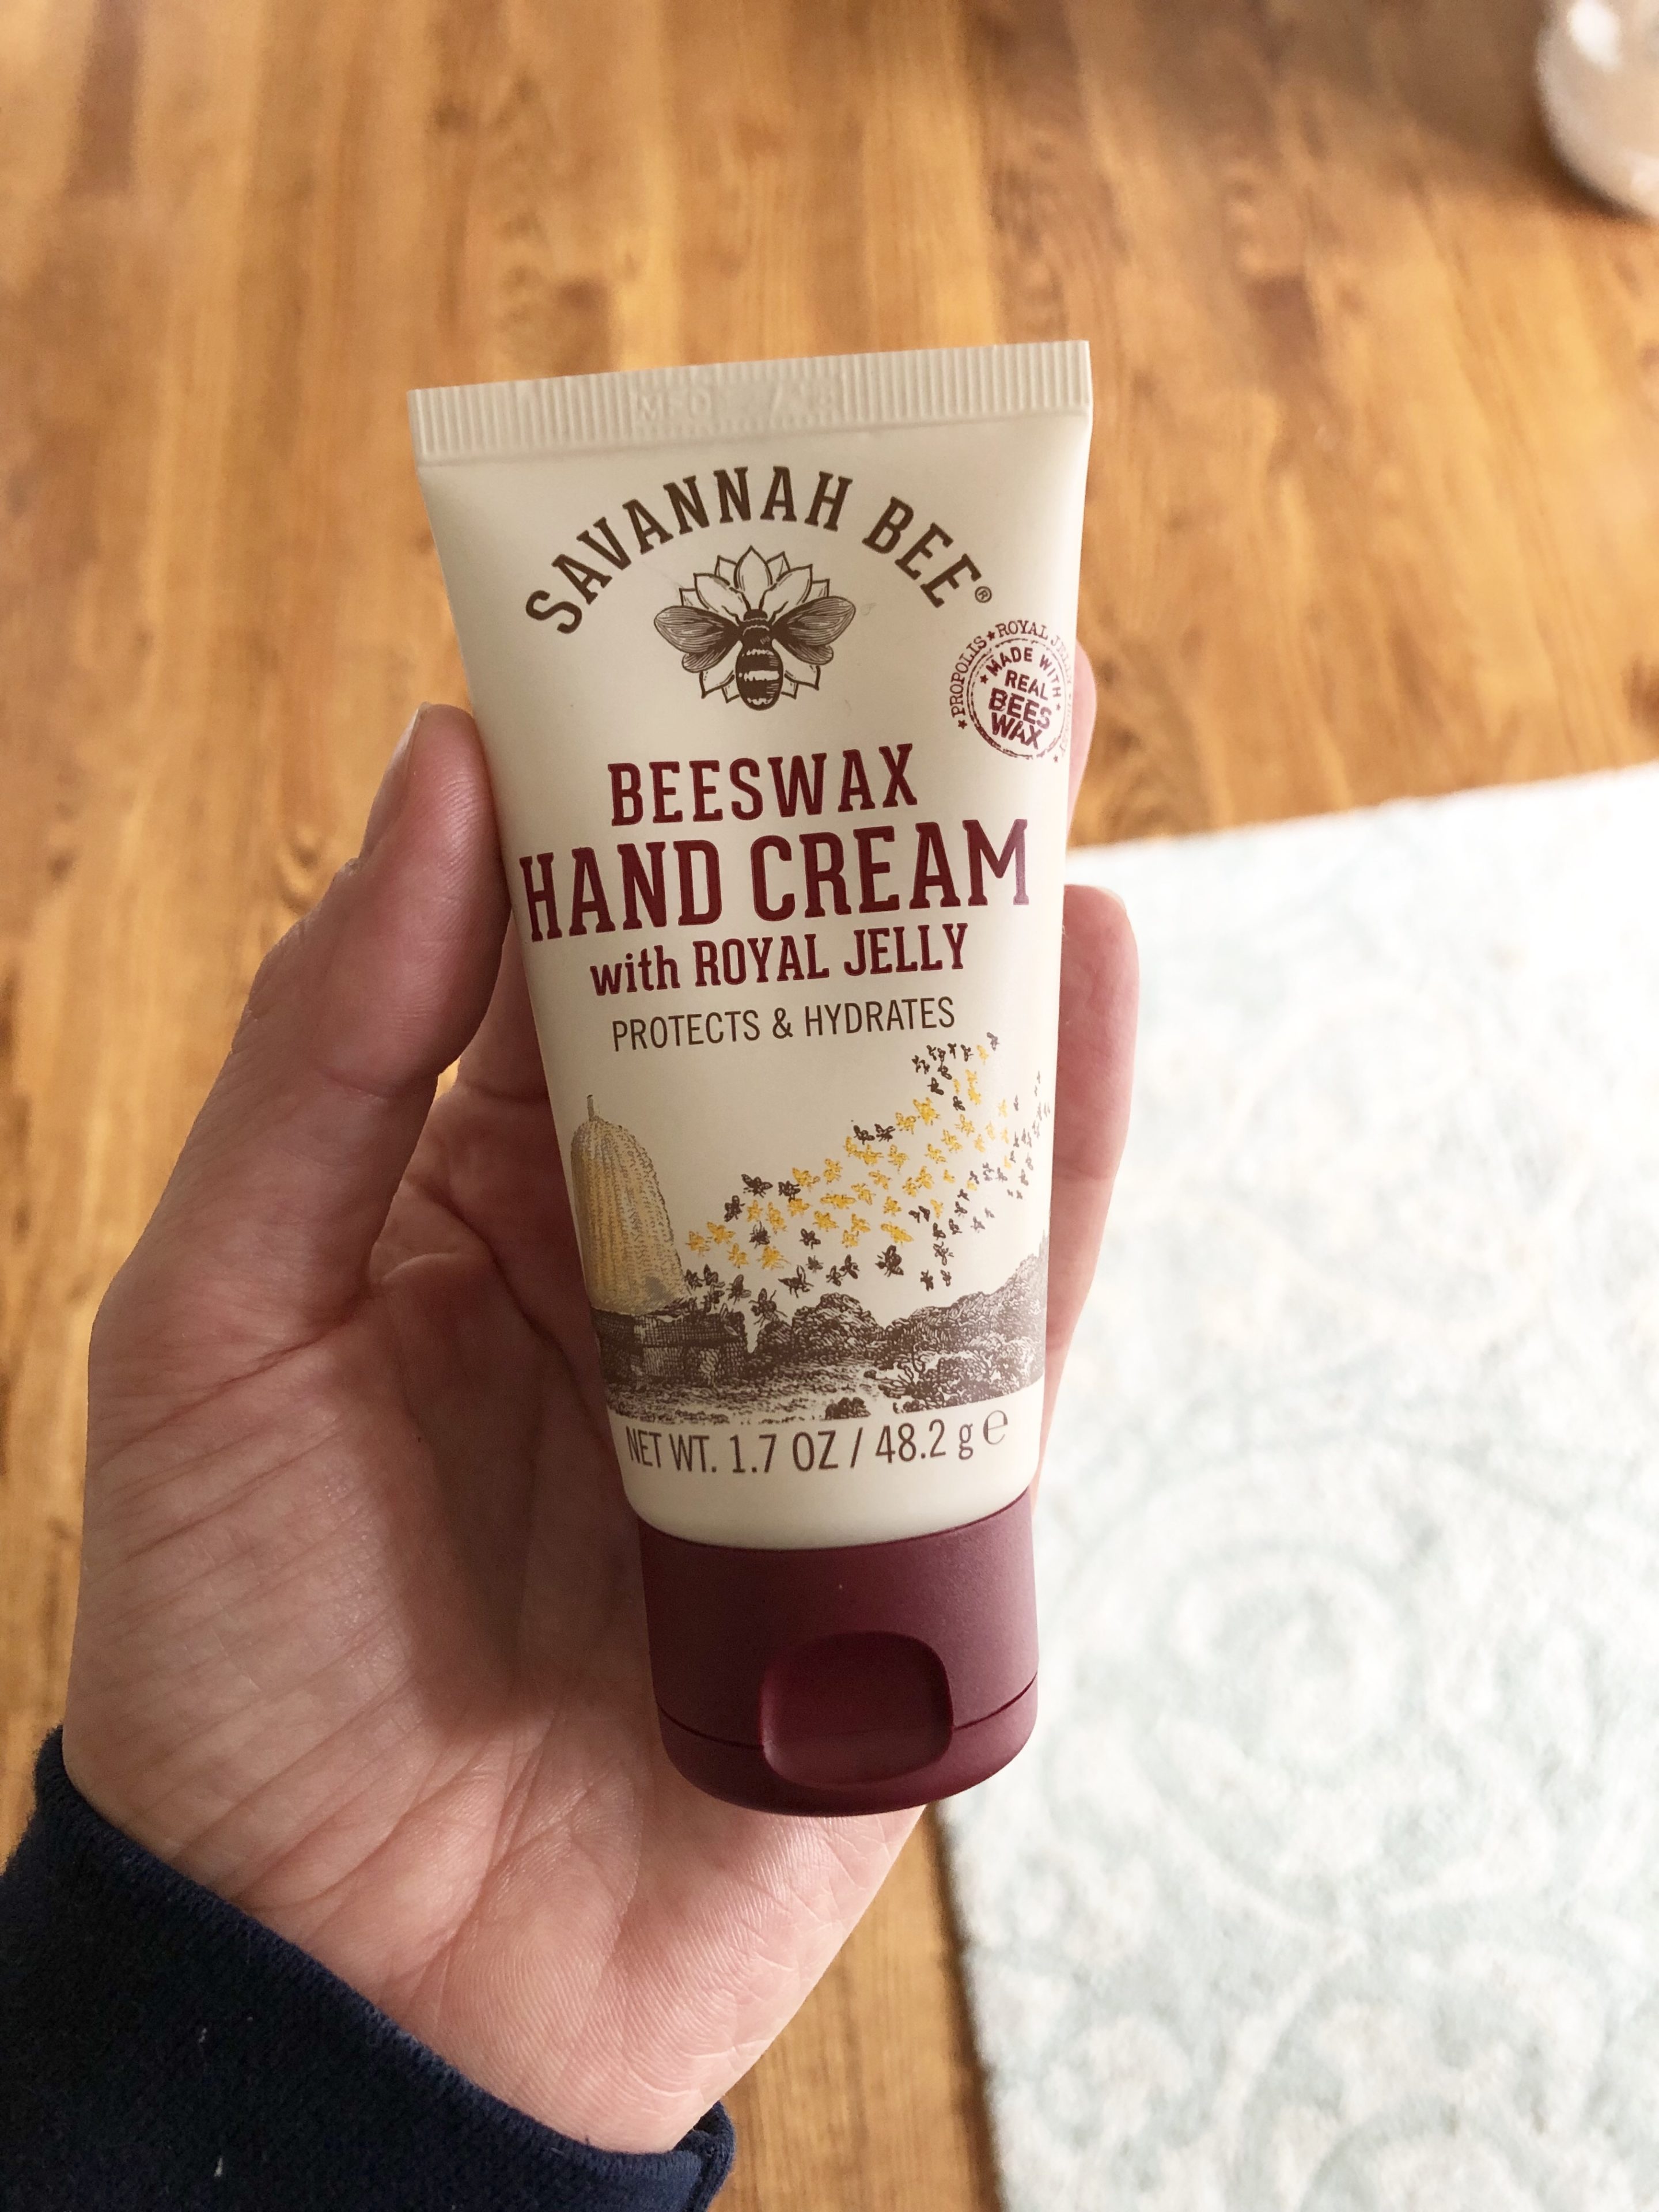 SAVANNAH BEE®
PROPOLIS ★ ROYAL JELLY
MADE WITH
REAL
BEES
WAX
BEESWAX
HAND CREAM
with ROYAL JELLY
PROTECTS & HYDRATES
NET WT. 1.7 OZ / 48.2 g ℮